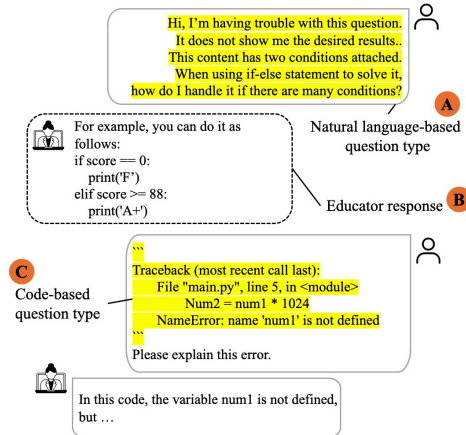 Hi, I'm having trouble with this question.
It does not show me the desired results..
This content has two conditions attached.
When using if-else statement to solve it,
how do I handle it if there are many conditions?
A
Natural language-based
question type
For example, you can do it as
follows:
if score == 0:
print('F')
elif score >= 88:
print('A+')
Educator response
B
```
Traceback (most recent call last):
File "main.py", line 5, in <module>
Num2 = num1 * 1024
NameError: name 'num1' is not defined
```
Please explain this error.
C
Code-based
question type
In this code, the variable num1 is not defined,
but …